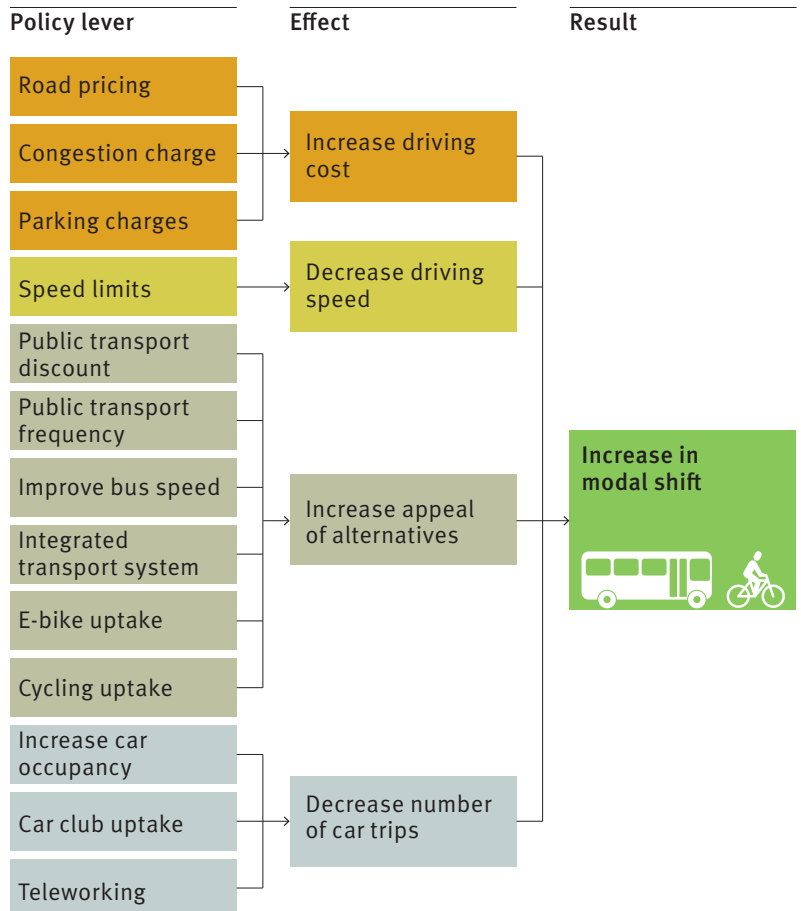 Policy lever
Effect
Result
Road pricing
Congestion charge
Parking charges
Increase driving
cost
Speed limits
Decrease driving
speed
Public transport
discount
Public transport
frequency
Improve bus speed
Integrated
transport system
E-bike uptake
Cycling uptake
Increase appeal
of alternatives
Increase car
occupancy
Car club uptake
Teleworking
Decrease number
of car trips
Increase in
modal shift